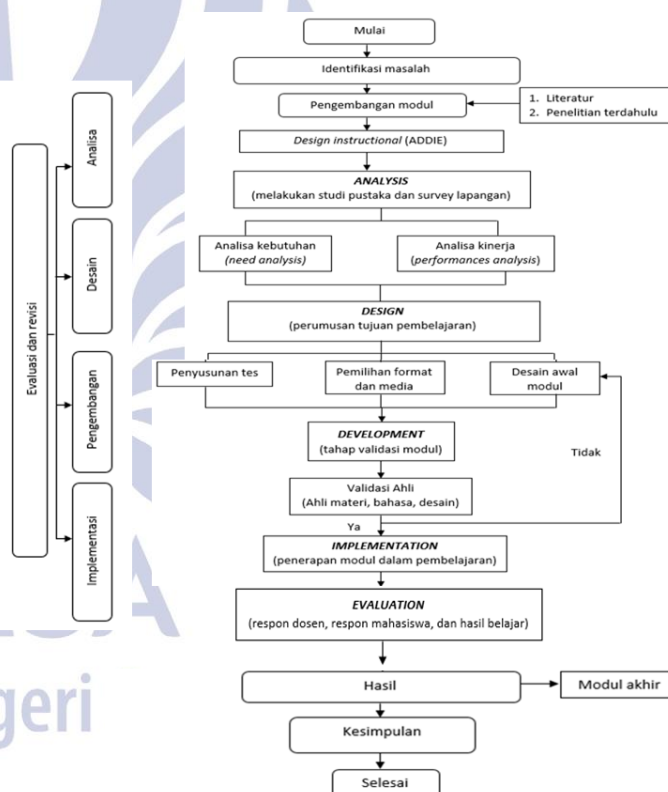 Evaluasi dan revisi
Analisa
Desain
Pengembangan
Implementasi
Mulai
Identifikasi masalah
Pengembangan modul
1. Literatur
2. Penelitian terdahulu
Design instructional (ADDIE)
ANALYSIS
(melakukan studi pustaka dan survey lapangan)
Analisa kebutuhan
(need analysis)
Analisa kinerja
(performances analysis)
DESIGN
(perumusan tujuan pembelajaran)
Penyusunan tes
Pemilihan format
dan media
Desain awal
modul
DEVELOPMENT
(tahap validasi modul)
Tidak
Validasi Ahli
(Ahli materi, bahasa, desain)
Ya
IMPLEMENTATION
(penerapan modul dalam pembelajaran)
EVALUATION
(respon dosen, respon mahasiswa, dan hasil belajar)
Hasil
Modul akhir
Kesimpulan
Selesai
geri